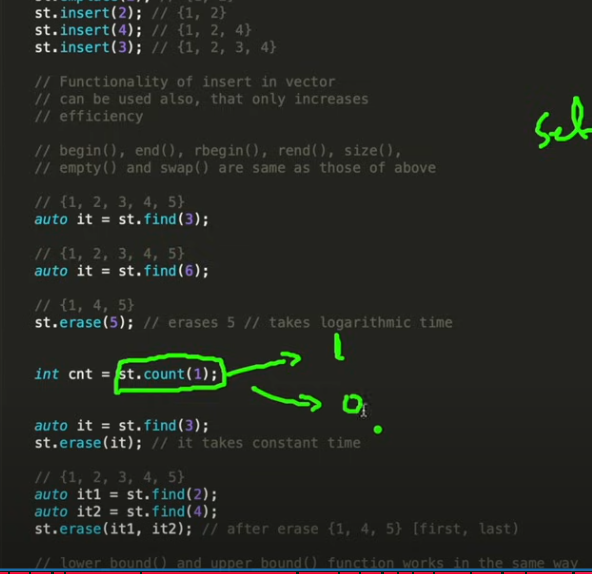 st.insert(2); // {1, 2}
st.insert(4); // {1, 2, 4}
st.insert(3); // {1, 2, 3, 4}
// Functionality of insert in vector
// can be used also, that only increases
// efficiency
set
// begin(), end(), rbegin(), rend(), size(),
// empty() and swap() are same as those of above
// {1, 2, 3, 4, 5}
auto it = st.find(3);
// {1, 2, 3, 4, 5}
auto it = st.find(6);
// {1, 4, 5}
st.erase(5); // erases 5 // takes logarithmic time
1
int cnt = st.count(1);
0
auto it = st.find(3);
st.erase(it); // it takes constant time
// {1, 2, 3, 4, 5}
auto it1 = st.find(2);
auto it2 = st.find(4);
st.erase(it1, it2); // after erase {1, 4, 5} [first, last)
// lower_bound() and upper_bound() function works in the same way